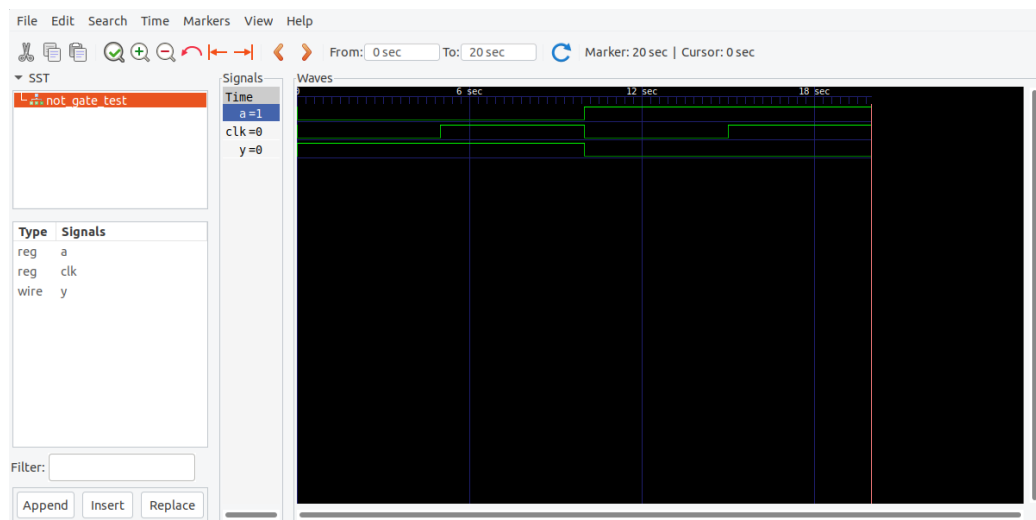 File Edit Search Time Markers View Help
From: 0 sec To: 20 sec Marker: 20 sec | Cursor: 0 sec
SST
not_gate_test
Type Signals
reg a
reg clk
wire y
Filter:
Append Insert Replace
Signals
Time
a=1
clk=0
y=0
Waves
6 sec 12 sec 18 sec